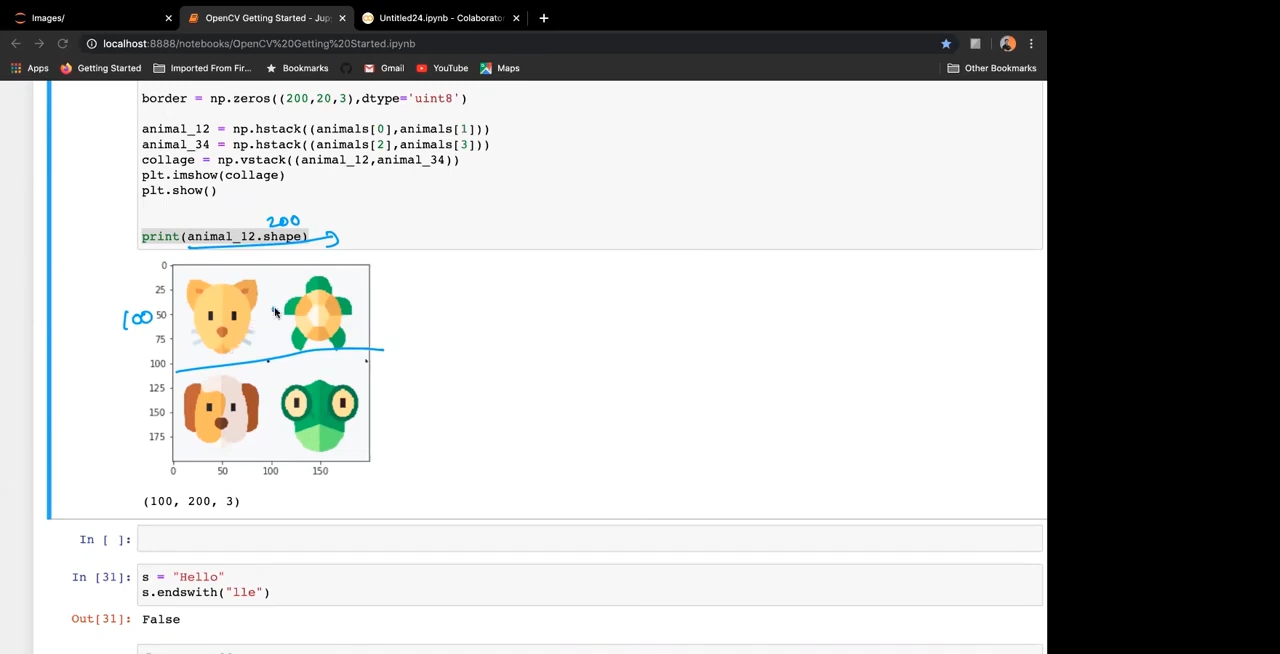 Images/
OpenCV Getting Started - Jup
Untitled24.ipynb - Colaborator
localhost:8888/notebooks/OpenCV%20Getting%20Started.ipynb
Apps Getting Started Imported From Fir... Bookmarks Gmail YouTube Maps Other Bookmarks
border = np.zeros((200,20,3),dtype='uint8')
animal_12 = np.hstack((animals[0],animals[1]))
animal_34 = np.hstack((animals[2],animals[3]))
collage = np.vstack((animal_12,animal_34))
plt.imshow(collage)
plt.show()
200
print(animal_12.shape)
0
25
100 50
75
100
125
150
175
0 50 100 150
(100, 200, 3)
In [ ]:
In [31]: s = "Hello"
s.endswith("lle")
Out[31]: False